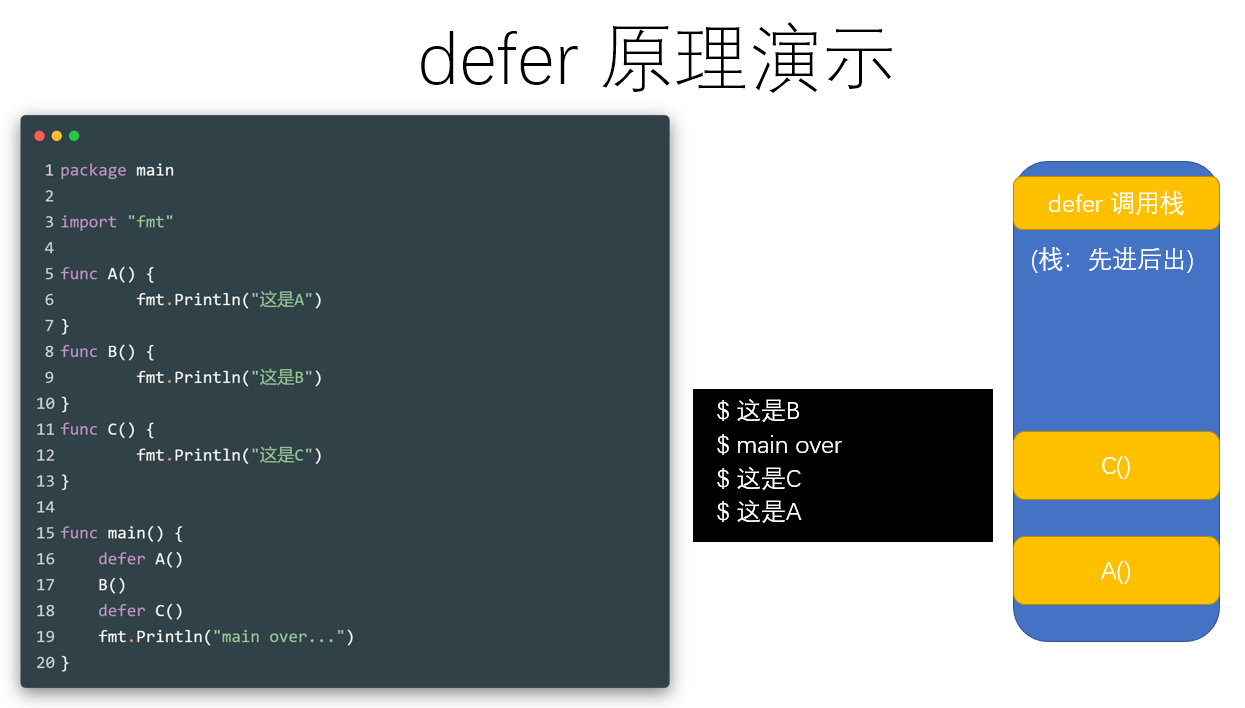 defer 原理演示
1 package main
2
3 import "fmt"
4
5 func A() {
6         fmt.Println("这是A")
7 }
8 func B() {
9         fmt.Println("这是B")
10 }
11 func C() {
12         fmt.Println("这是C")
13 }
14
15 func main() {
16     defer A()
17     B()
18     defer C()
19     fmt.Println("main over...")
20 }
$ 这是B
$ main over
$ 这是C
$ 这是A
defer 调用栈
(栈：先进后出)
C()
A()